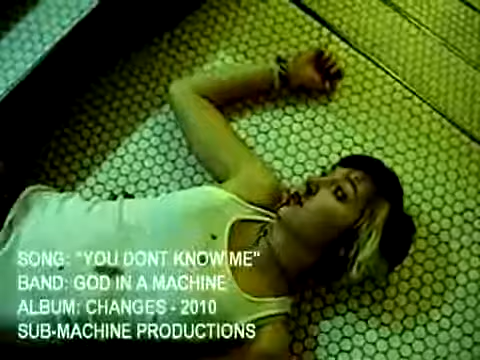 SONG: "YOU DONT KNOW ME"
BAND: GOD IN A MACHINE
ALBUM: CHANGES - 2010
SUB-MACHINE PRODUCTIONS